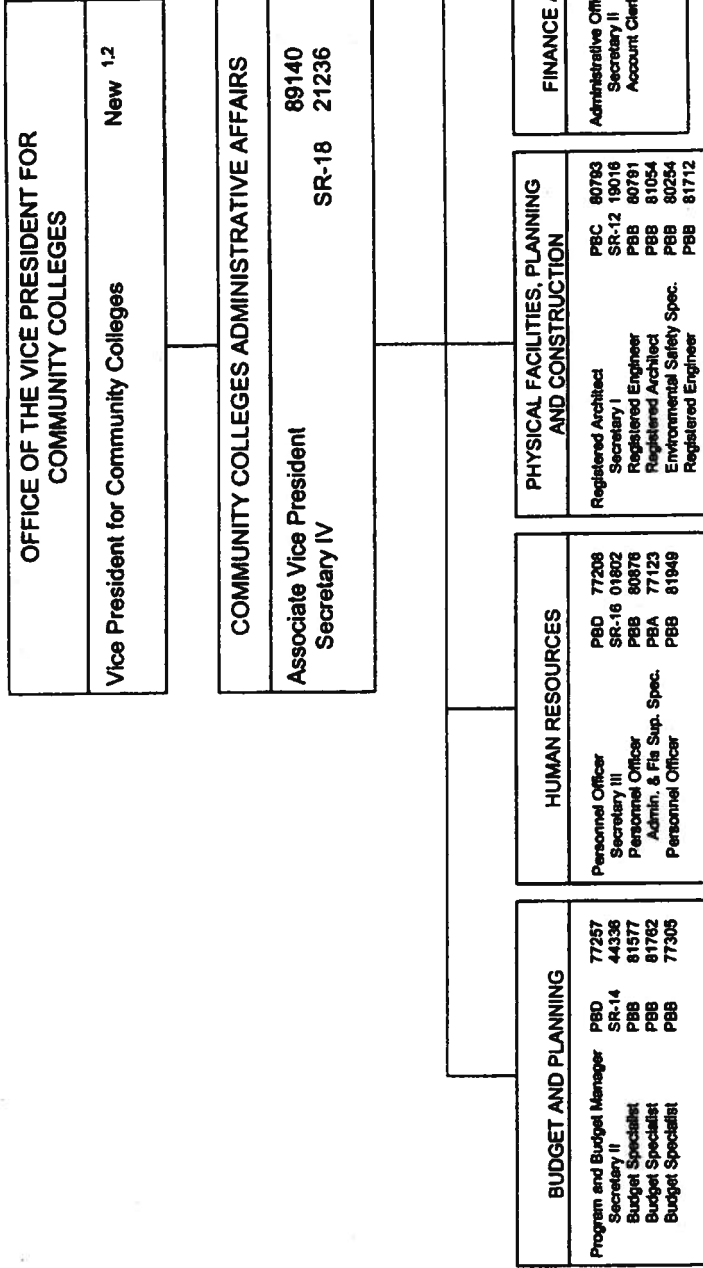 OFFICE OF THE VICE PRESIDENT FOR
COMMUNITY COLLEGES
Vice President for Community Colleges New 1,2
COMMUNITY COLLEGES ADMINISTRATIVE AFFAIRS
Associate Vice President 89140
Secretary IV SR-18 21236
BUDGET AND PLANNING
Program and Budget Manager PBD 77257
Secretary II SR-14 44336
Budget Specialist PBB 81577
Budget Specialist PBB 81762
Budget Specialist PBB 77305
HUMAN RESOURCES
Personnel Officer PBD 77208
Secretary III SR-16 01802
Personnel Officer PBB 80876
Admin. & Fis Sup. Spec. PBA 77123
Personnel Officer PBB 81949
PHYSICAL FACILITIES, PLANNING
AND CONSTRUCTION
Registered Architect PBC 80793
Secretary I SR-12 19016
Registered Engineer PBB 80791
Registered Architect PBB 81054
Environmental Safety Spec. PBB 80254
Registered Engineer PBB 81712
FINANCE
Administrative Offi
Secretary II
Account Cler